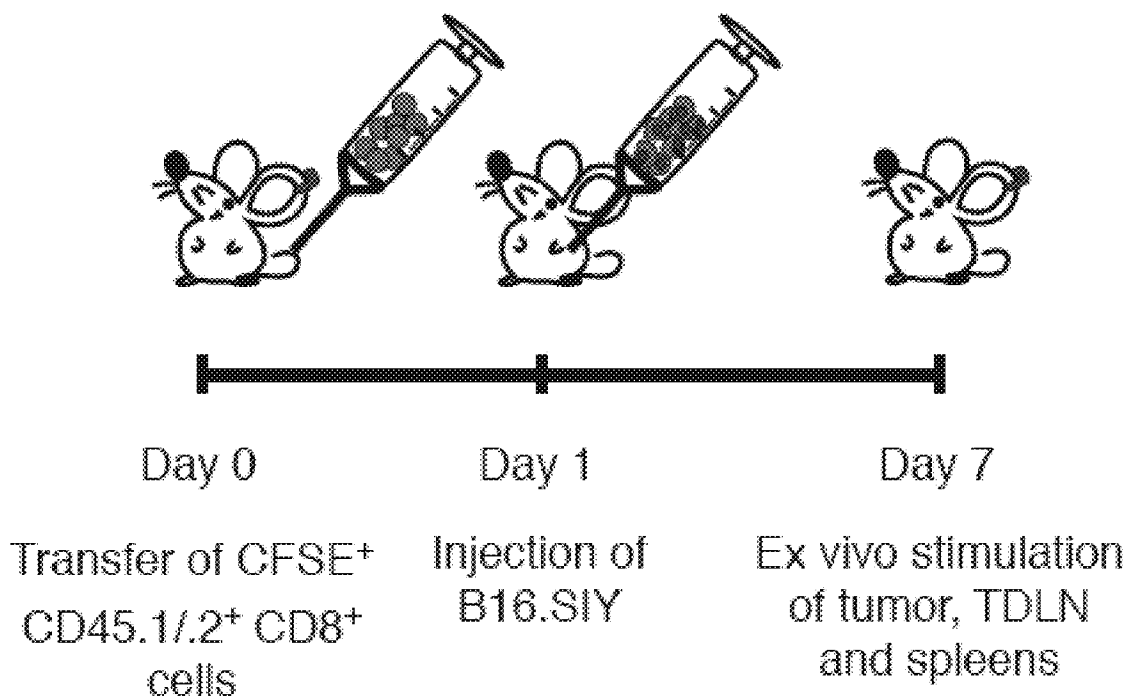 Day 0
Transfer of CFSE⁺
CD45.1/.2⁺ CD8⁺
cells
Day 1
Injection of
B16.SIY
Day 7
Ex vivo stimulation
of tumor, TDLN
and spleens